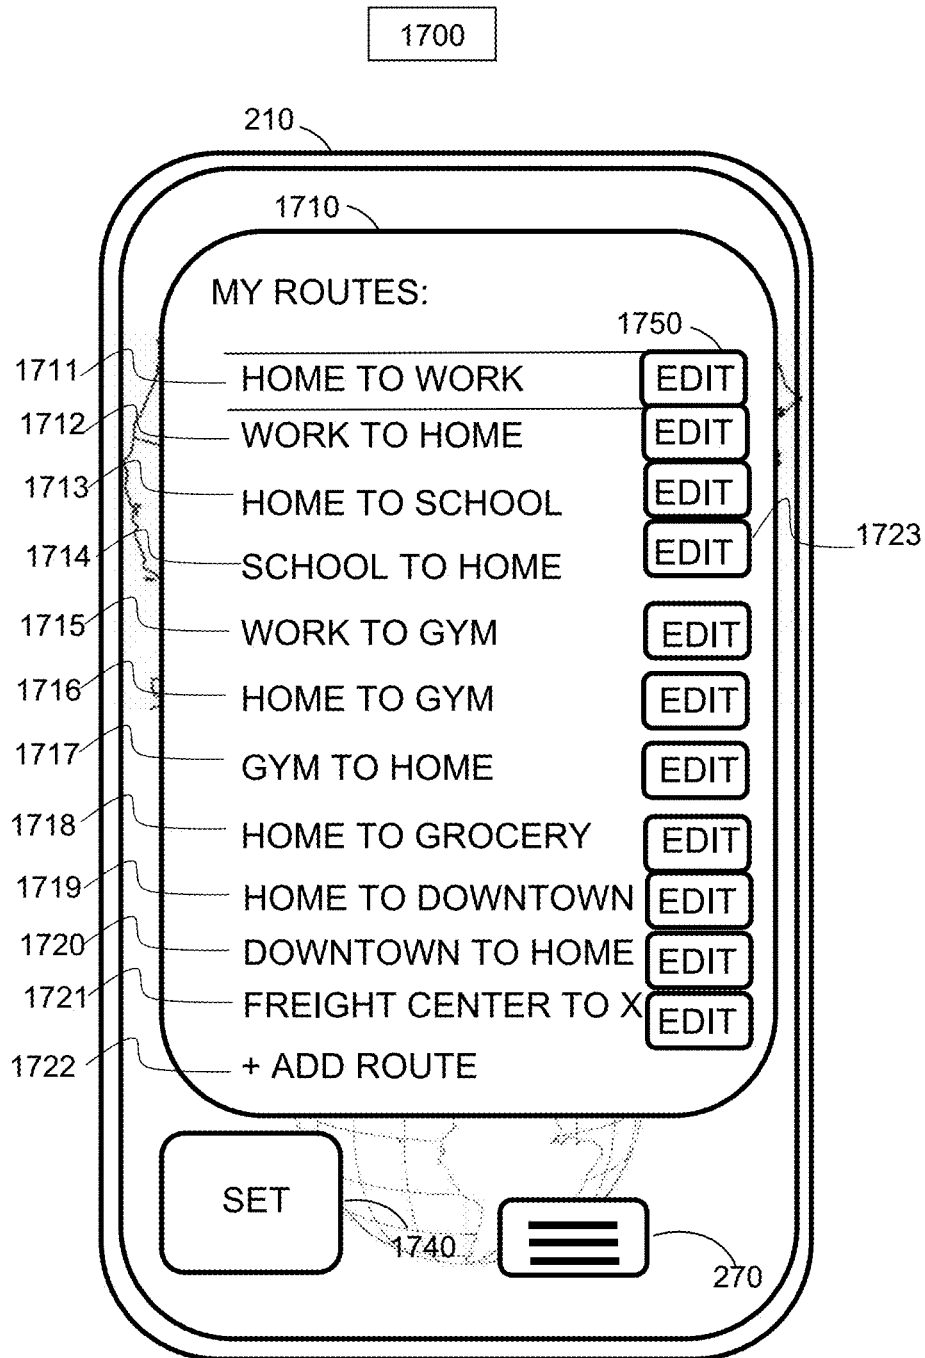 1700
210
1710
MY ROUTES:
1750
1711 HOME TO WORK EDIT
1712 WORK TO HOME EDIT
1713 HOME TO SCHOOL EDIT
1714 SCHOOL TO HOME EDIT 1723
1715 WORK TO GYM EDIT
1716 HOME TO GYM EDIT
1717 GYM TO HOME EDIT
1718 HOME TO GROCERY EDIT
1719 HOME TO DOWNTOWN EDIT
1720 DOWNTOWN TO HOME EDIT
1721 FREIGHT CENTER TO X EDIT
1722 + ADD ROUTE
SET
1740
270